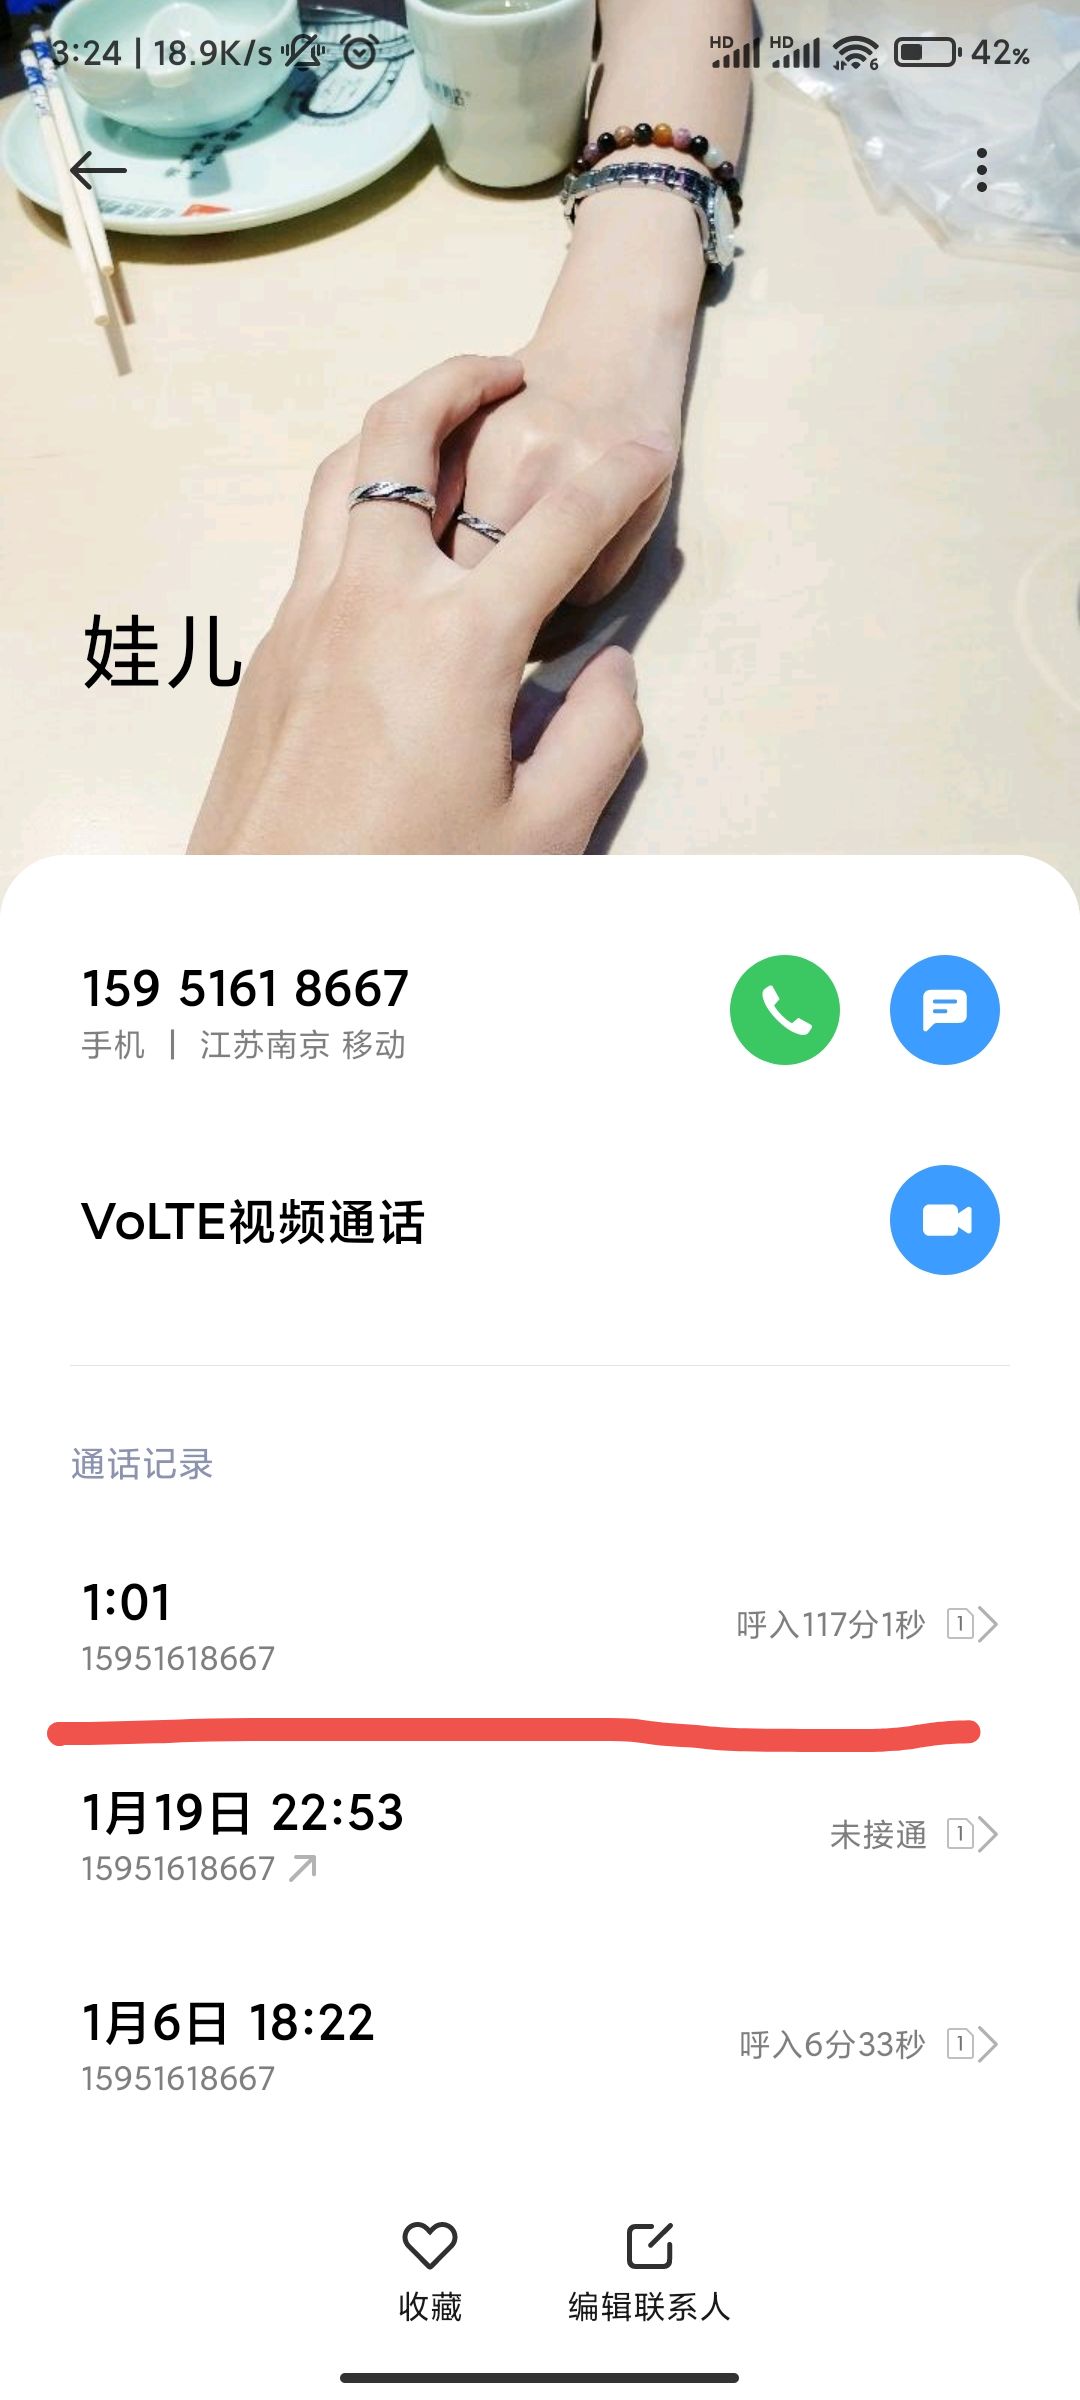 3:24 | 18.9K/s HD HD 6 42%
娃儿
159 5161 8667
手机 | 江苏南京 移动
VoLTE视频通话
通话记录
1:01
呼入117分1秒 1
15951618667
1月19日 22:53
未接通 1
15951618667
1月6日 18:22
呼入6分33秒 1
15951618667
收藏 编辑联系人